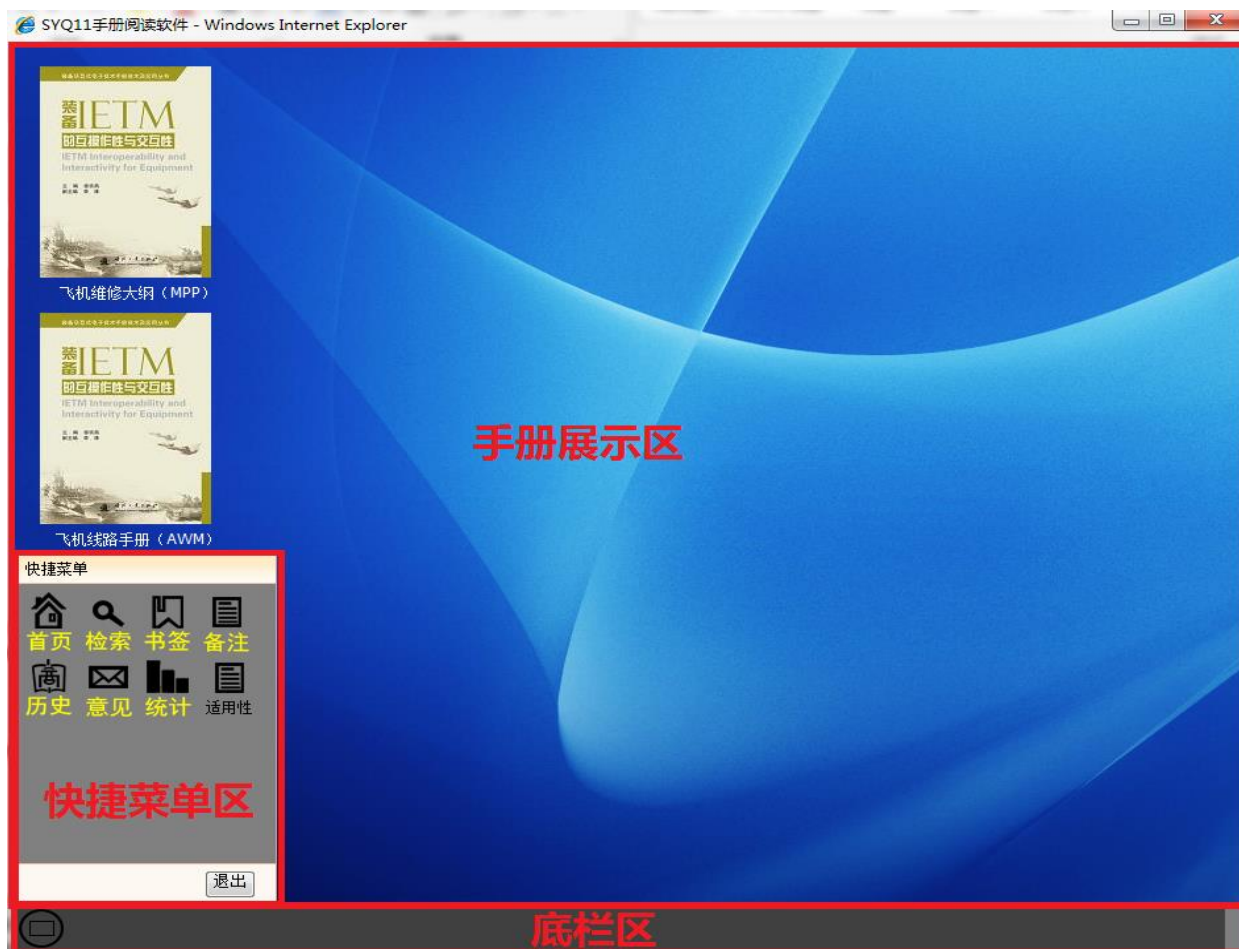 SYQ11手册阅读软件 - Windows Internet Explorer
装备IETM
的互操作性与交互性
IETM Interoperability and
Interactivity for Equipment
飞机维修大纲（MPP）
装备IETM
的互操作性与交互性
IETM Interoperability and
Interactivity for Equipment
手册展示区
飞机线路手册（AWM）
快捷菜单
首页 检索 书签 备注
历史 意见 统计 适用性
快捷菜单区
退出
底栏区